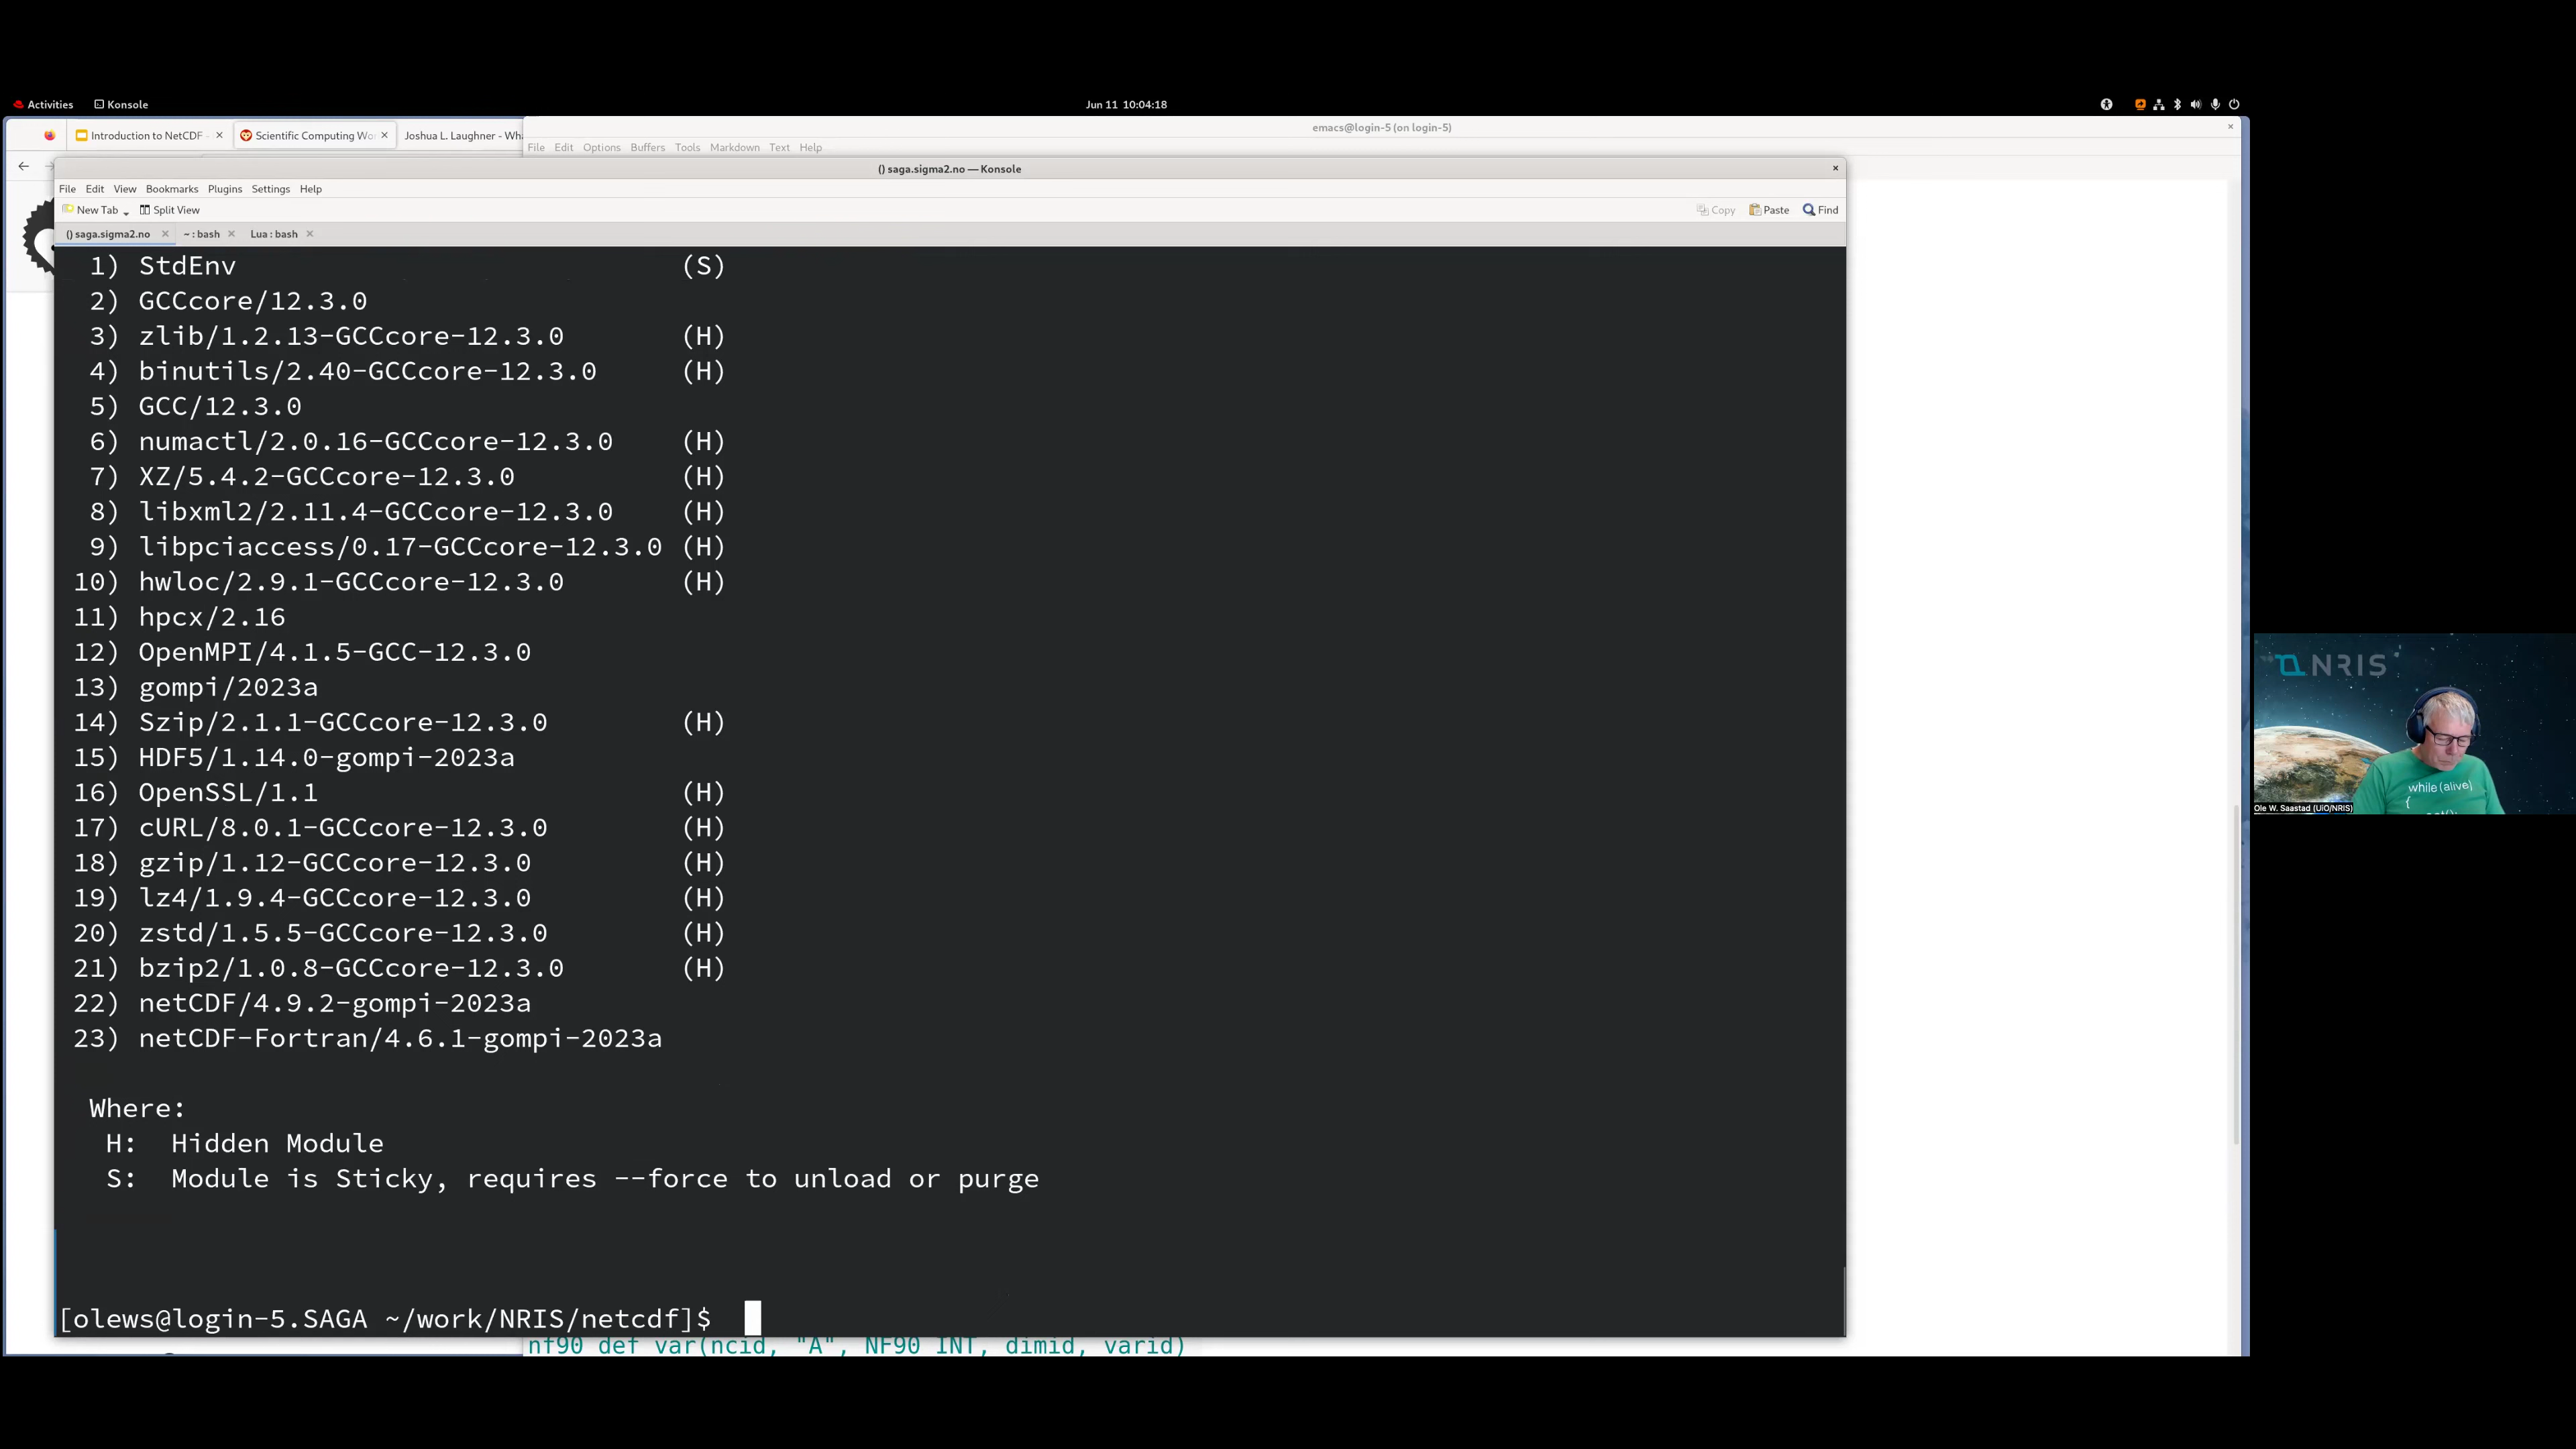 Activities Konsole Jun 11 10:04:18
Introduction to NetCDF - × Scientific Computing Wo × Joshua L. Laughner - Wha
emacs@login-5 (on login-5) ×
File Edit Options Buffers Tools Markdown Text Help
() saga.sigma2.no — Konsole ×
File Edit View Bookmarks Plugins Settings Help
New Tab Split View Copy Paste Find
() saga.sigma2.no × ~ : bash × Lua : bash ×
1) StdEnv (S)
2) GCCcore/12.3.0
3) zlib/1.2.13-GCCcore-12.3.0 (H)
4) binutils/2.40-GCCcore-12.3.0 (H)
5) GCC/12.3.0
6) numactl/2.0.16-GCCcore-12.3.0 (H)
7) XZ/5.4.2-GCCcore-12.3.0 (H)
8) libxml2/2.11.4-GCCcore-12.3.0 (H)
9) libpciaccess/0.17-GCCcore-12.3.0 (H)
10) hwloc/2.9.1-GCCcore-12.3.0 (H)
11) hpcx/2.16
12) OpenMPI/4.1.5-GCC-12.3.0
13) gompi/2023a
14) Szip/2.1.1-GCCcore-12.3.0 (H)
15) HDF5/1.14.0-gompi-2023a
16) OpenSSL/1.1 (H)
17) cURL/8.0.1-GCCcore-12.3.0 (H)
18) gzip/1.12-GCCcore-12.3.0 (H)
19) lz4/1.9.4-GCCcore-12.3.0 (H)
20) zstd/1.5.5-GCCcore-12.3.0 (H)
21) bzip2/1.0.8-GCCcore-12.3.0 (H)
22) netCDF/4.9.2-gompi-2023a
23) netCDF-Fortran/4.6.1-gompi-2023a
Where:
H: Hidden Module
S: Module is Sticky, requires --force to unload or purge
[olews@login-5.SAGA ~/work/NRIS/netcdf]$
nf90_def_var(ncid, "A", NF90_INT, dimid, varid)
NRIS
while (alive)
{
Ole W. Saastad (UiO/NRIS)